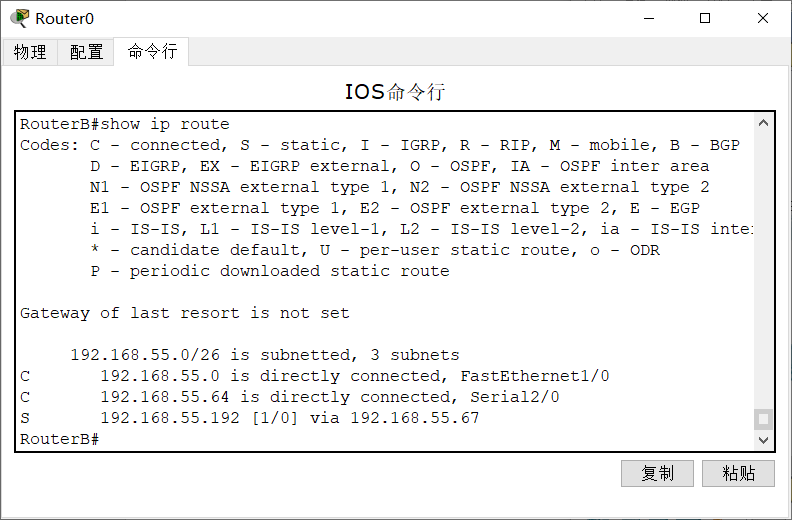 Router0
物理 配置 命令行
IOS命令行
RouterB#show ip route
Codes: C - connected, S - static, I - IGRP, R - RIP, M - mobile, B - BGP
D - EIGRP, EX - EIGRP external, O - OSPF, IA - OSPF inter area
N1 - OSPF NSSA external type 1, N2 - OSPF NSSA external type 2
E1 - OSPF external type 1, E2 - OSPF external type 2, E - EGP
i - IS-IS, L1 - IS-IS level-1, L2 - IS-IS level-2, ia - IS-IS inte
* - candidate default, U - per-user static route, o - ODR
P - periodic downloaded static route
Gateway of last resort is not set
192.168.55.0/26 is subnetted, 3 subnets
C 192.168.55.0 is directly connected, FastEthernet1/0
C 192.168.55.64 is directly connected, Serial2/0
S 192.168.55.192 [1/0] via 192.168.55.67
RouterB#
复制 粘贴